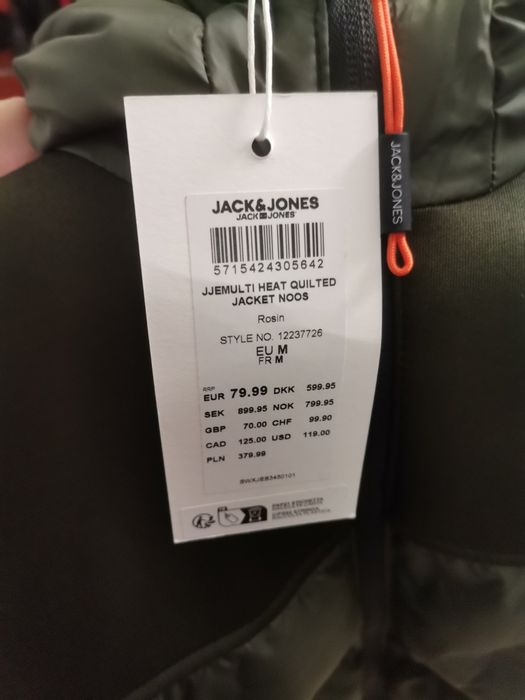 JACK&JONES
JACK&JONES
5715424305642
JJEMULTI HEAT QUILTED
JACKET NOOS
Rosin
STYLE NO. 12237726
EU M
FR M
RRP
EUR 79.99 DKK 599.95
SEK 899.95 NOK 799.95
GBP 70.00 CHF 99.90
CAD 125.00 USD 119.00
PLN 379.99
JACK&JONES